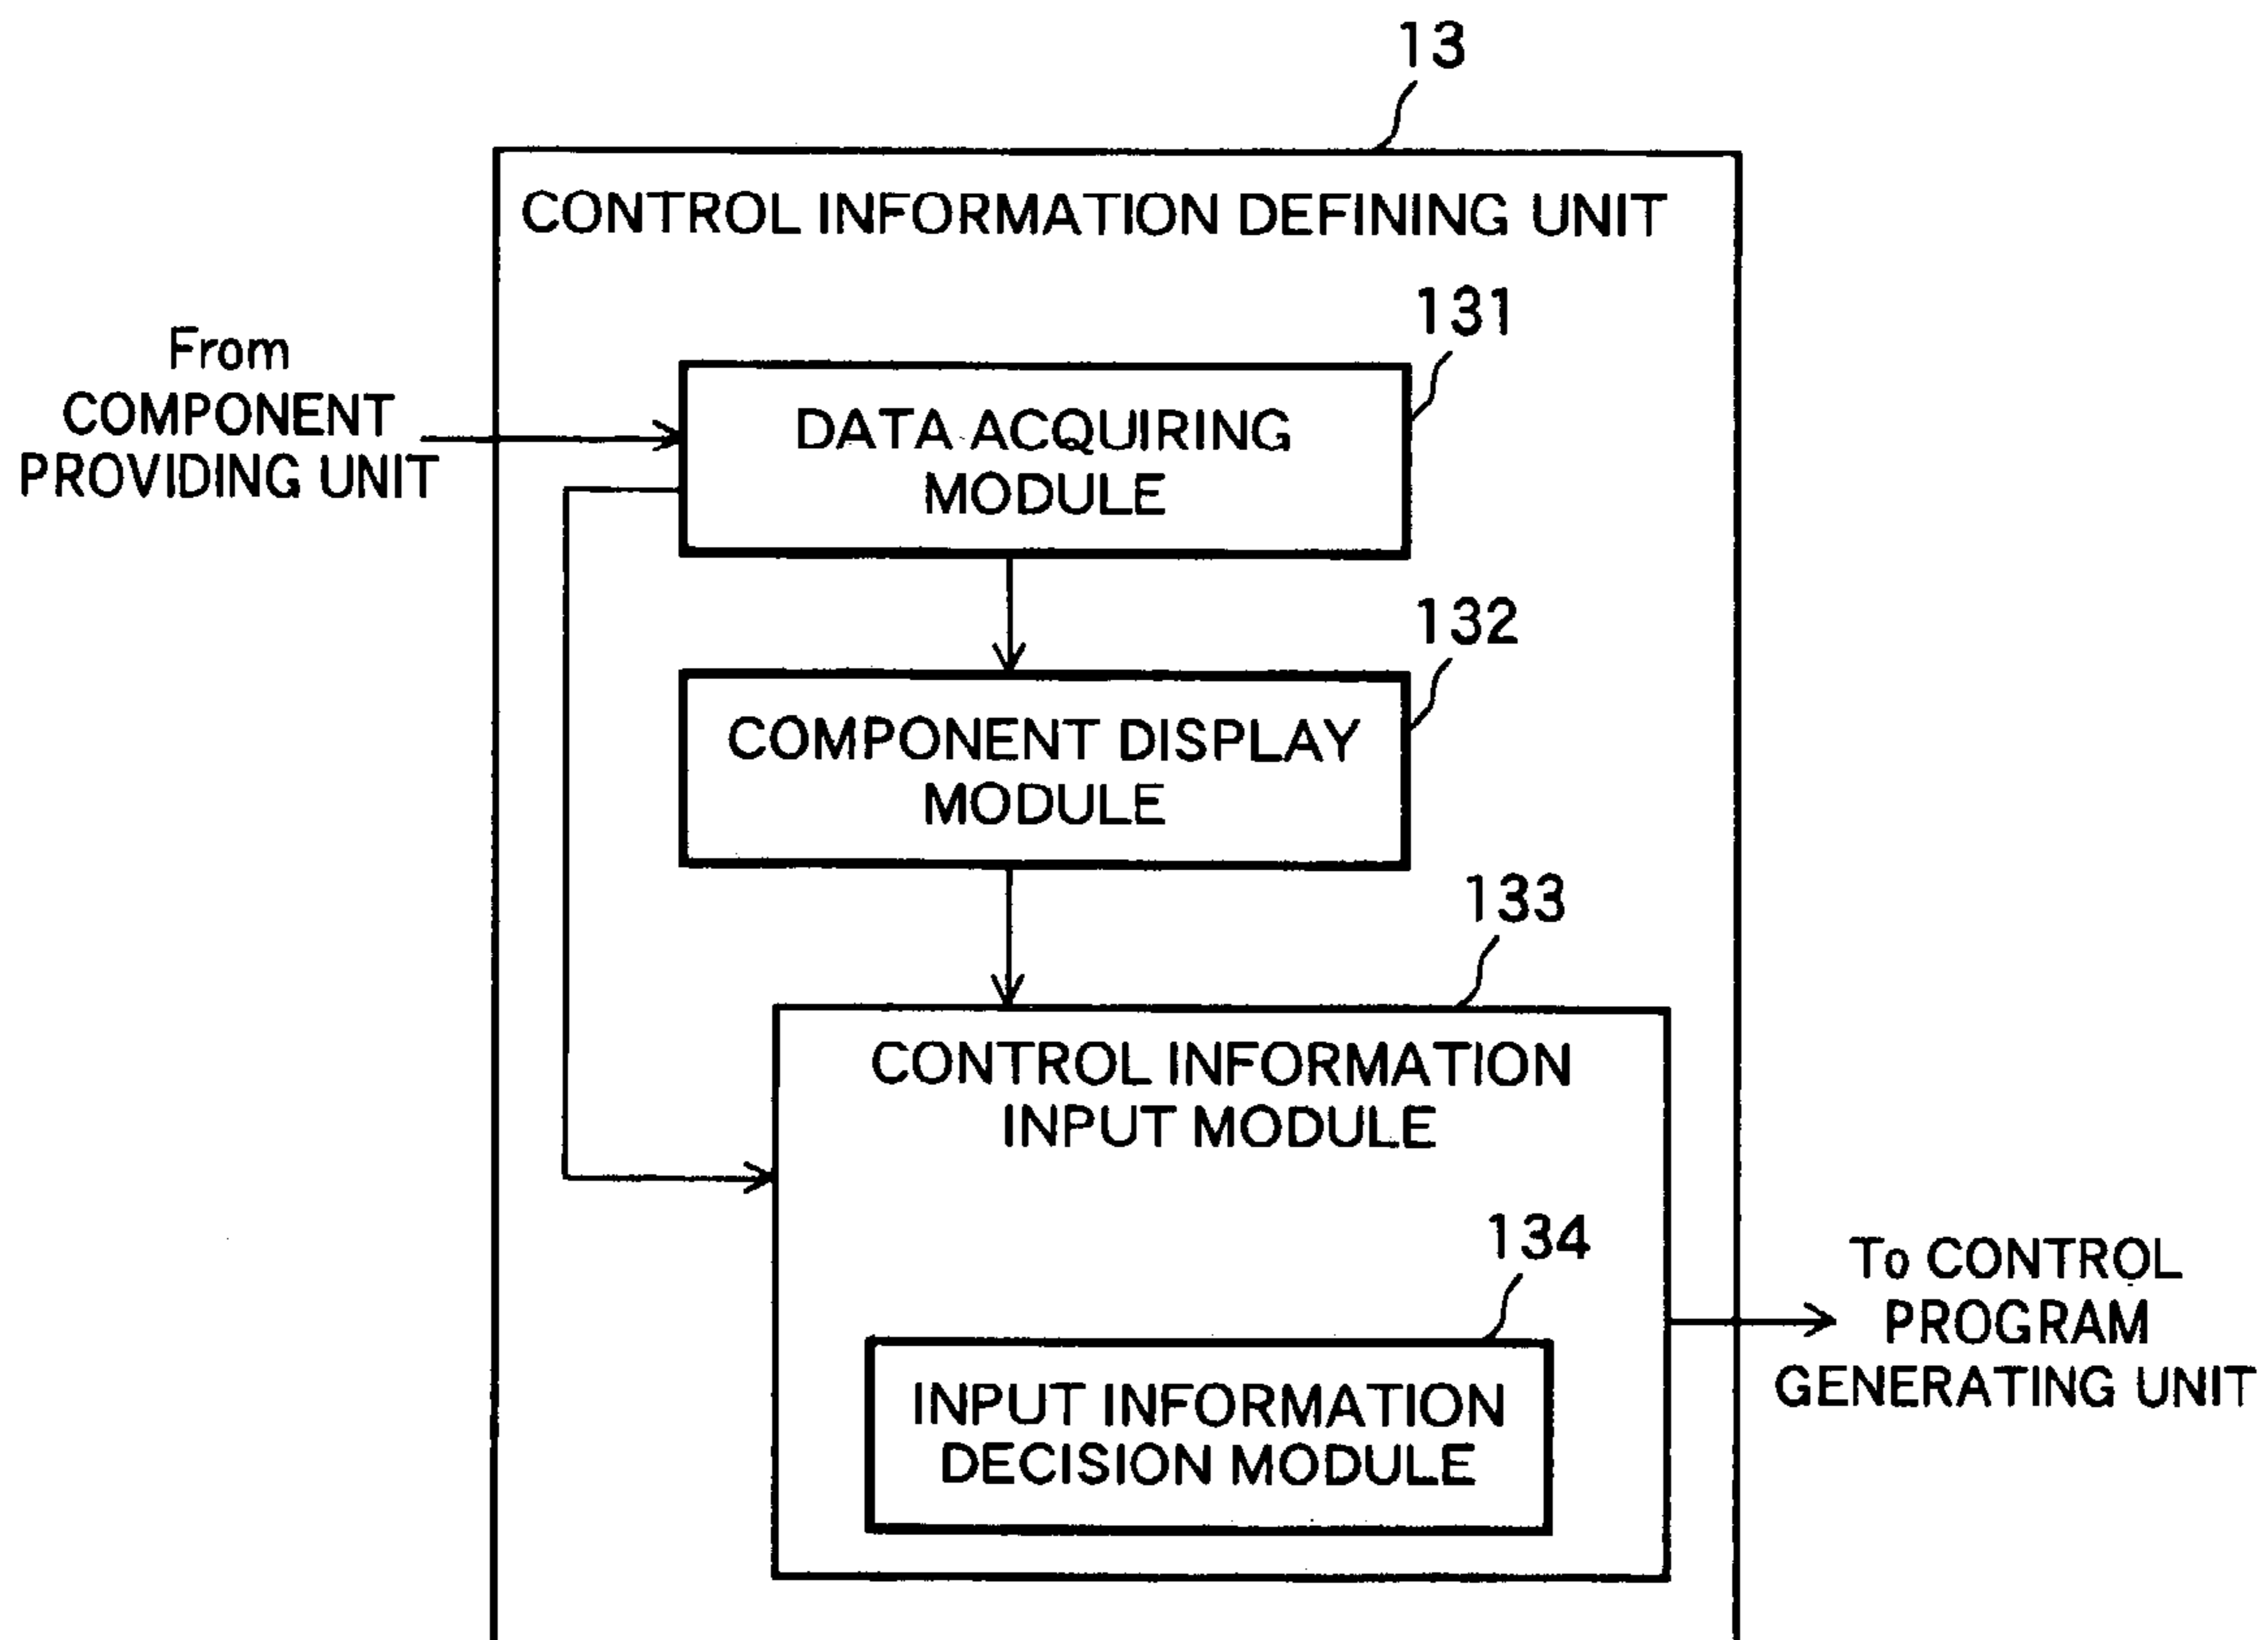 13
CONTROL INFORMATION DEFINING UNIT
131
From
COMPONENT
PROVIDING UNIT
DATA ACQUIRING
MODULE
132
COMPONENT DISPLAY
MODULE
133
CONTROL INFORMATION
INPUT MODULE
134
To CONTROL
PROGRAM
GENERATING UNIT
INPUT INFORMATION
DECISION MODULE